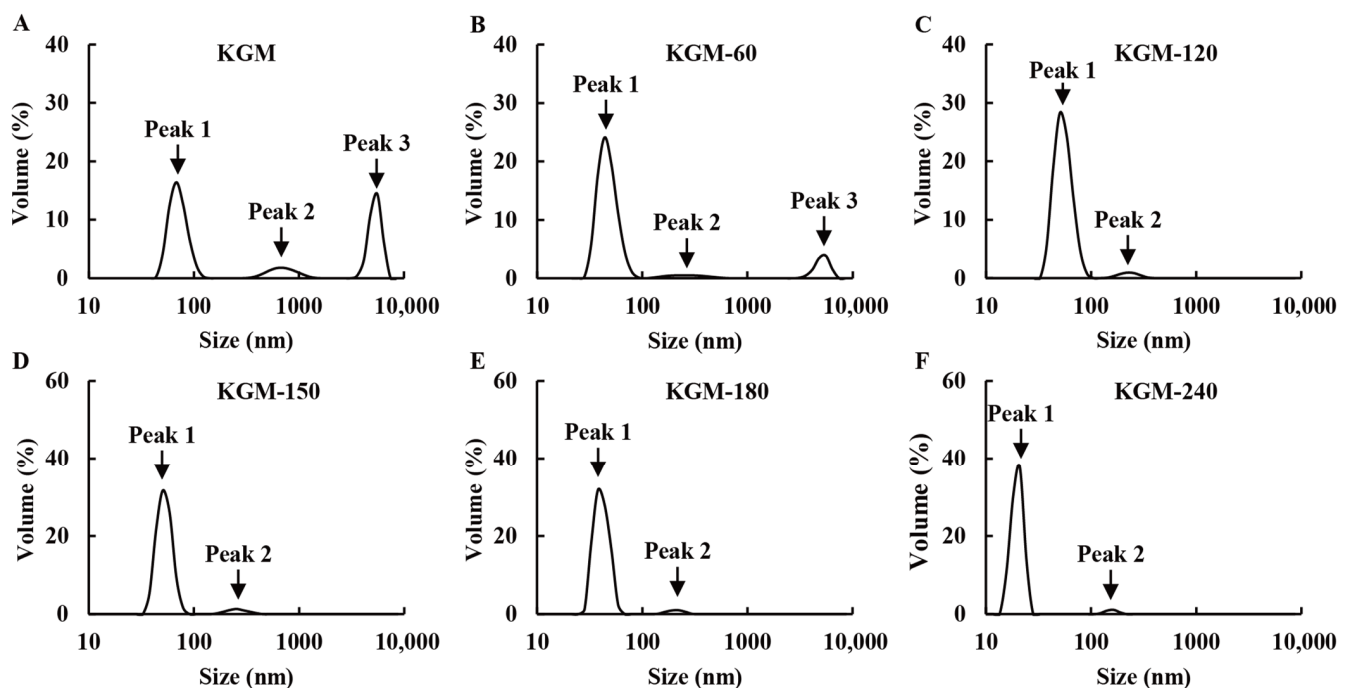 A
KGM
40
30
20
10
0
Volume (%)
Peak 1
Peak 2
Peak 3
10 100 1000 10,000
Size (nm)
B
KGM-60
40
30
20
10
0
Volume (%)
Peak 1
Peak 2
Peak 3
10 100 1000 10,000
Size (nm)
C
KGM-120
40
30
20
10
0
Volume (%)
Peak 1
Peak 2
10 100 1000 10,000
Size (nm)
D
KGM-150
60
40
20
0
Volume (%)
Peak 1
Peak 2
10 100 1000 10,000
Size (nm)
E
KGM-180
60
40
20
0
Volume (%)
Peak 1
Peak 2
10 100 1000 10,000
Size (nm)
F
KGM-240
60
40
20
0
Volume (%)
Peak 1
Peak 2
10 100 1000 10,000
Size (nm)